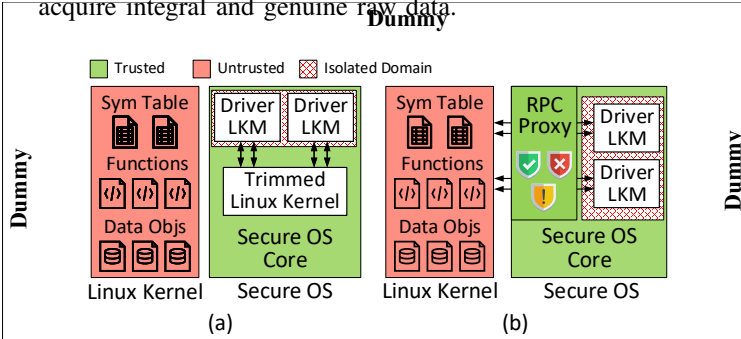 acquire integral and genuine raw data.
Dummy
Trusted
Untrusted
Isolated Domain
Sym Table
Functions
</>
</>
</>
Data Objs
Linux Kernel
Driver
LKM
Driver
LKM
Trimmed
Linux Kernel
Secure OS
Core
Secure OS
(a)
Sym Table
Functions
</>
</>
</>
Data Objs
Linux Kernel
RPC
Proxy
!
Driver
LKM
Driver
LKM
Secure OS
Core
Secure OS
(b)
Dummy
Dummy